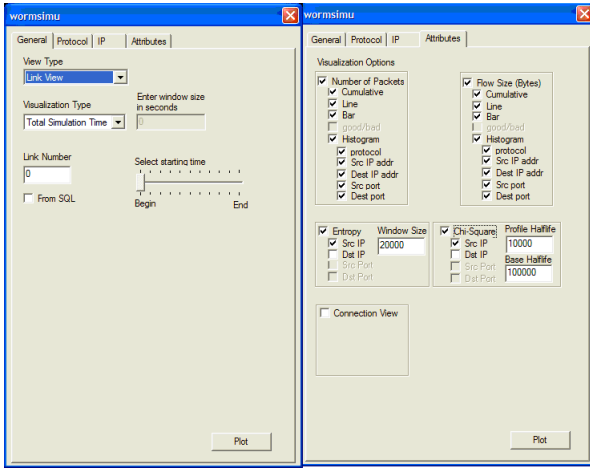 wormsimu
General Protocol IP Attributes
View Type
Link View
Visualization Type
Total Simulation Time
Enter window size
in seconds
0
Link Number
0
From SQL
Select starting time
Begin End
Plot
wormsimu
General Protocol IP Attributes
Visualization Options
Number of Packets
Cumulative
Line
Bar
good/bad
Histogram
protocol
Src IP addr
Dest IP addr
Src port
Dest port
Flow Size (Bytes)
Cumulative
Line
Bar
good/bad
Histogram
protocol
Src IP addr
Dest IP addr
Src port
Dest port
Entropy Window Size
Src IP 20000
Dst IP
Src Port
Dst Port
Chi-Square Profile Halflife
Src IP 10000
Dst IP Base Halflife
Src Port 100000
Dst Port
Connection View
Plot